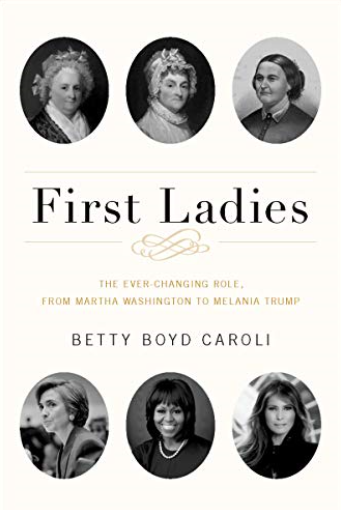 First Ladies
THE EVER-CHANGING ROLE,
FROM MARTHA WASHINGTON TO MELANIA TRUMP
BETTY BOYD CAROLI